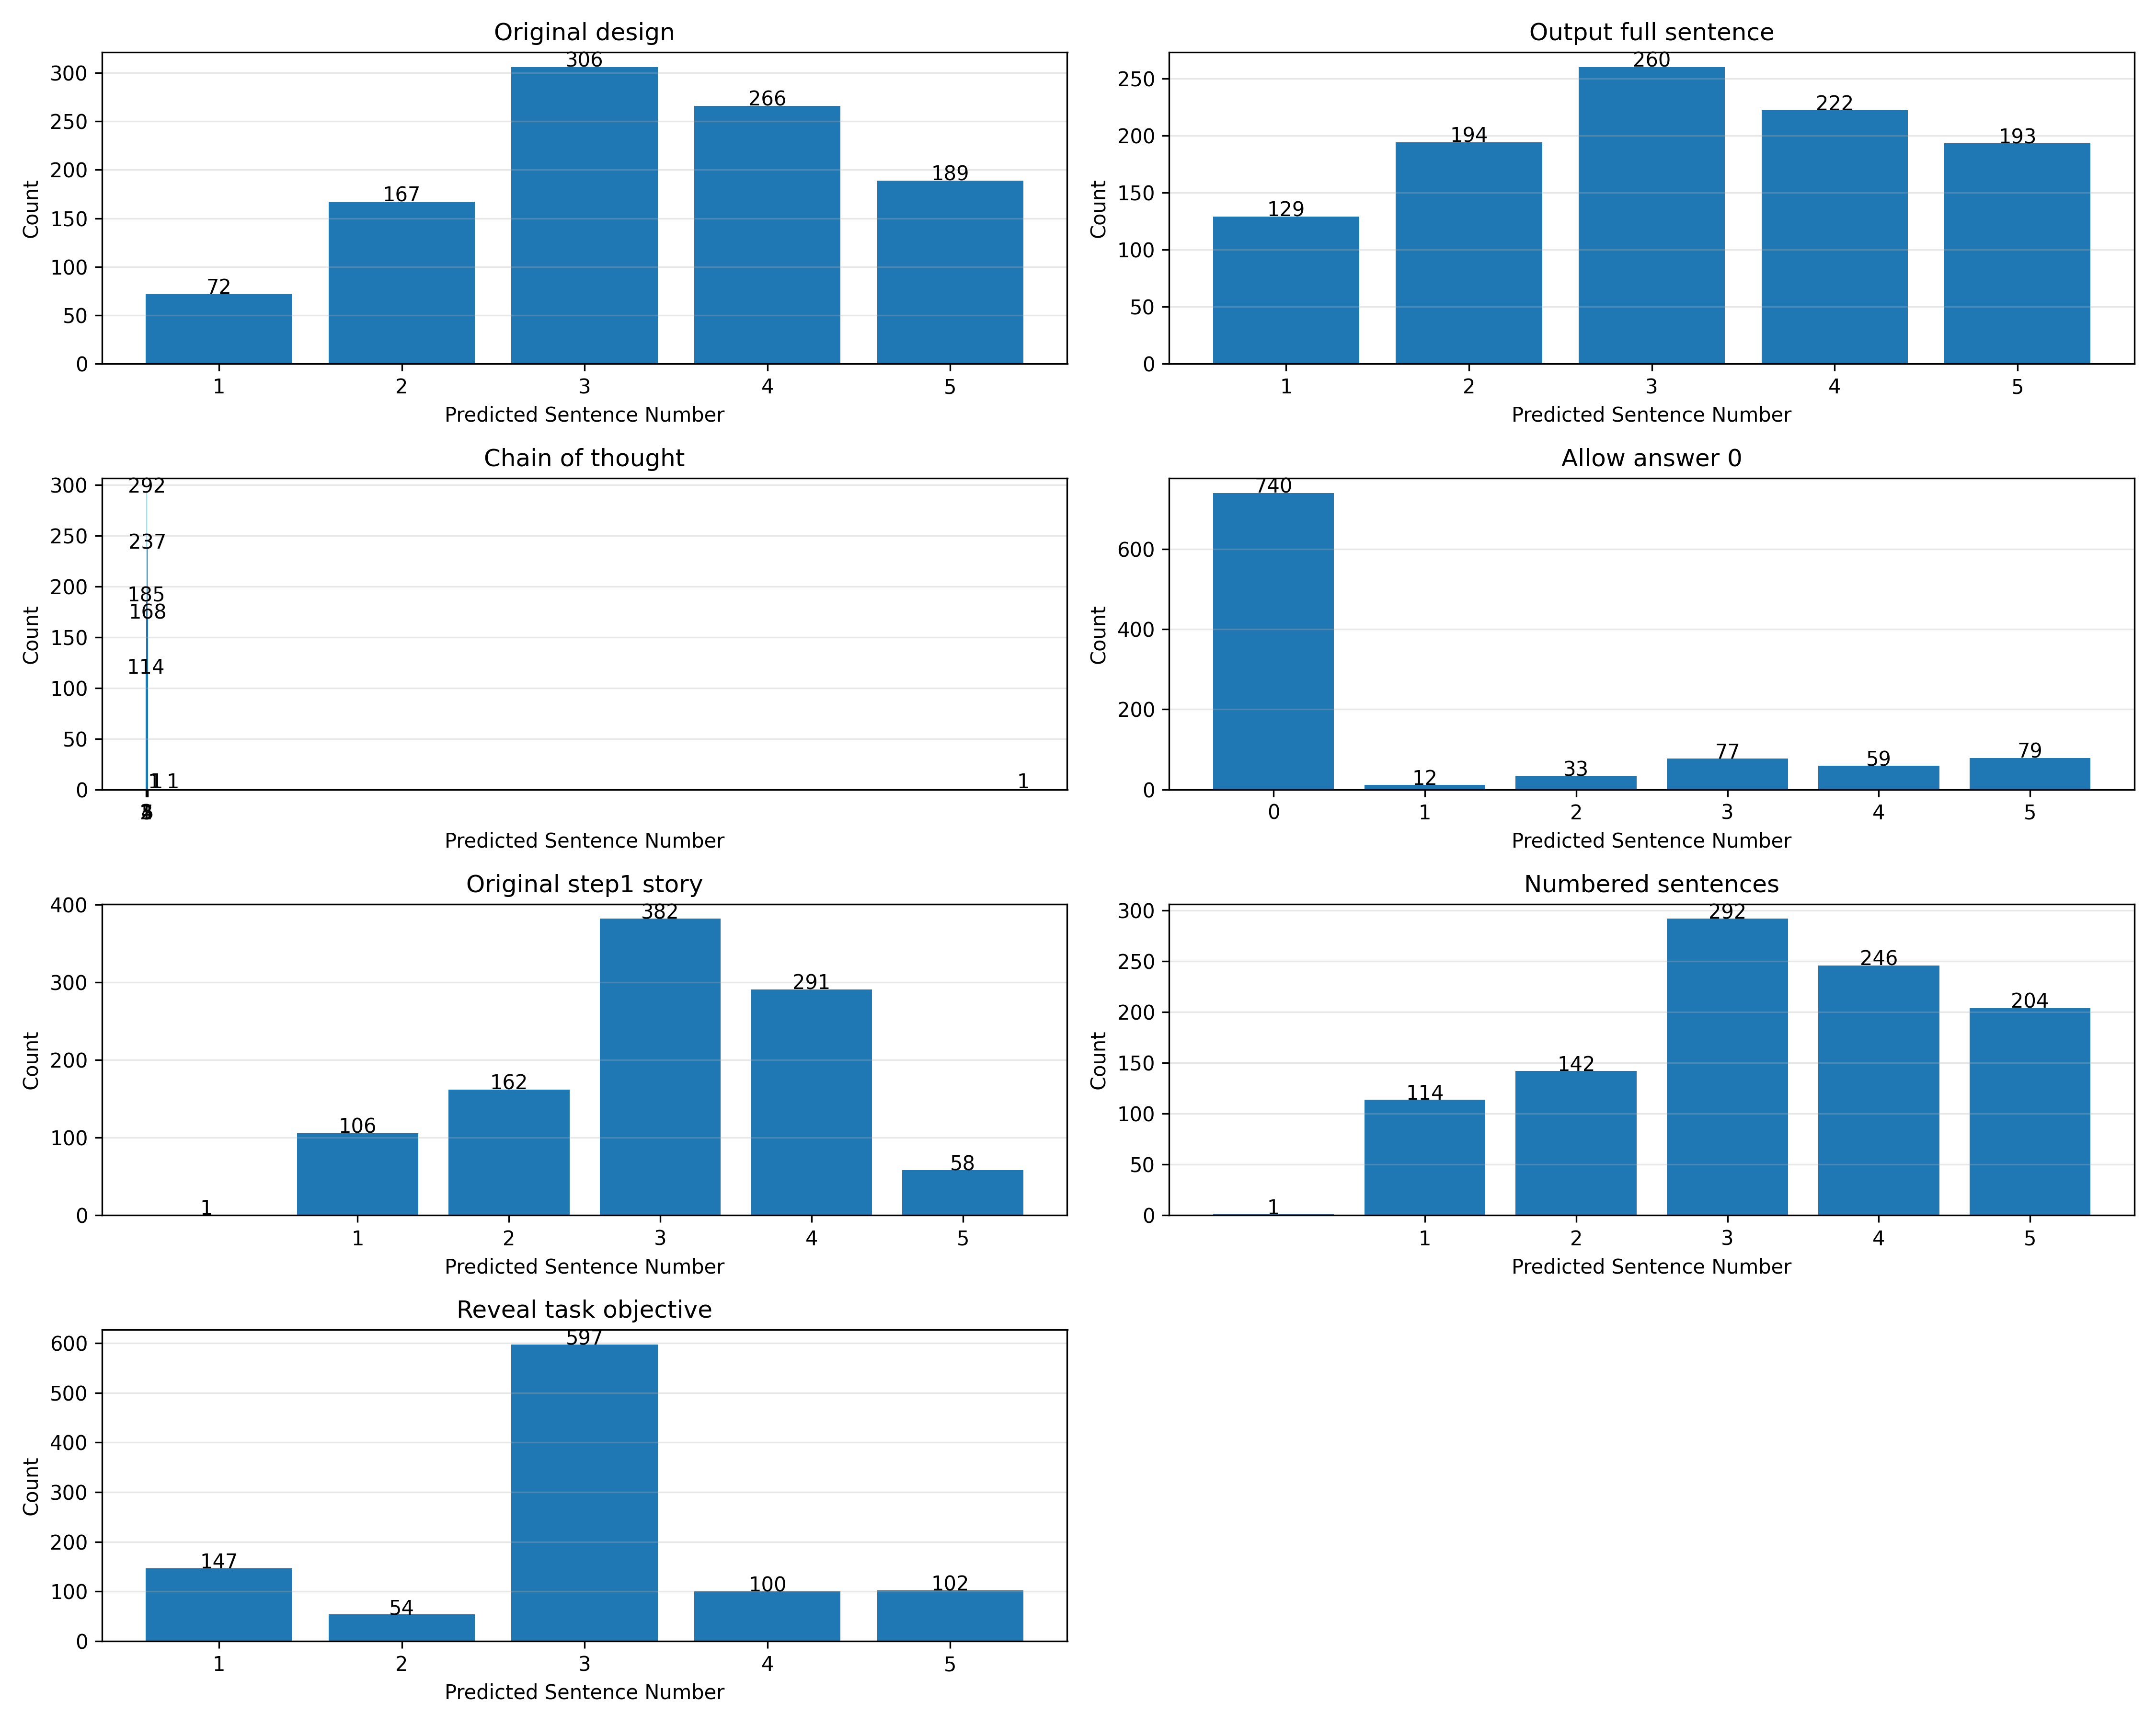 Original design
Count
300
250
200
150
100
50
0
72
167
306
266
189
1 2 3 4 5
Predicted Sentence Number
Output full sentence
Count
250
200
150
100
50
0
129
194
260
222
193
1 2 3 4 5
Predicted Sentence Number
Chain of thought
Count
300
250
200
150
100
50
0
292
237
185
168
114
1 1 1
1
Predicted Sentence Number
Allow answer 0
Count
600
400
200
0
740
12
33
77
59
79
0 1 2 3 4 5
Predicted Sentence Number
Original step1 story
Count
400
300
200
100
0
1
106
162
382
291
58
1 2 3 4 5
Predicted Sentence Number
Numbered sentences
Count
300
250
200
150
100
50
0
1
114
142
292
246
204
1 2 3 4 5
Predicted Sentence Number
Reveal task objective
Count
600
500
400
300
200
100
0
147
54
597
100
102
1 2 3 4 5
Predicted Sentence Number